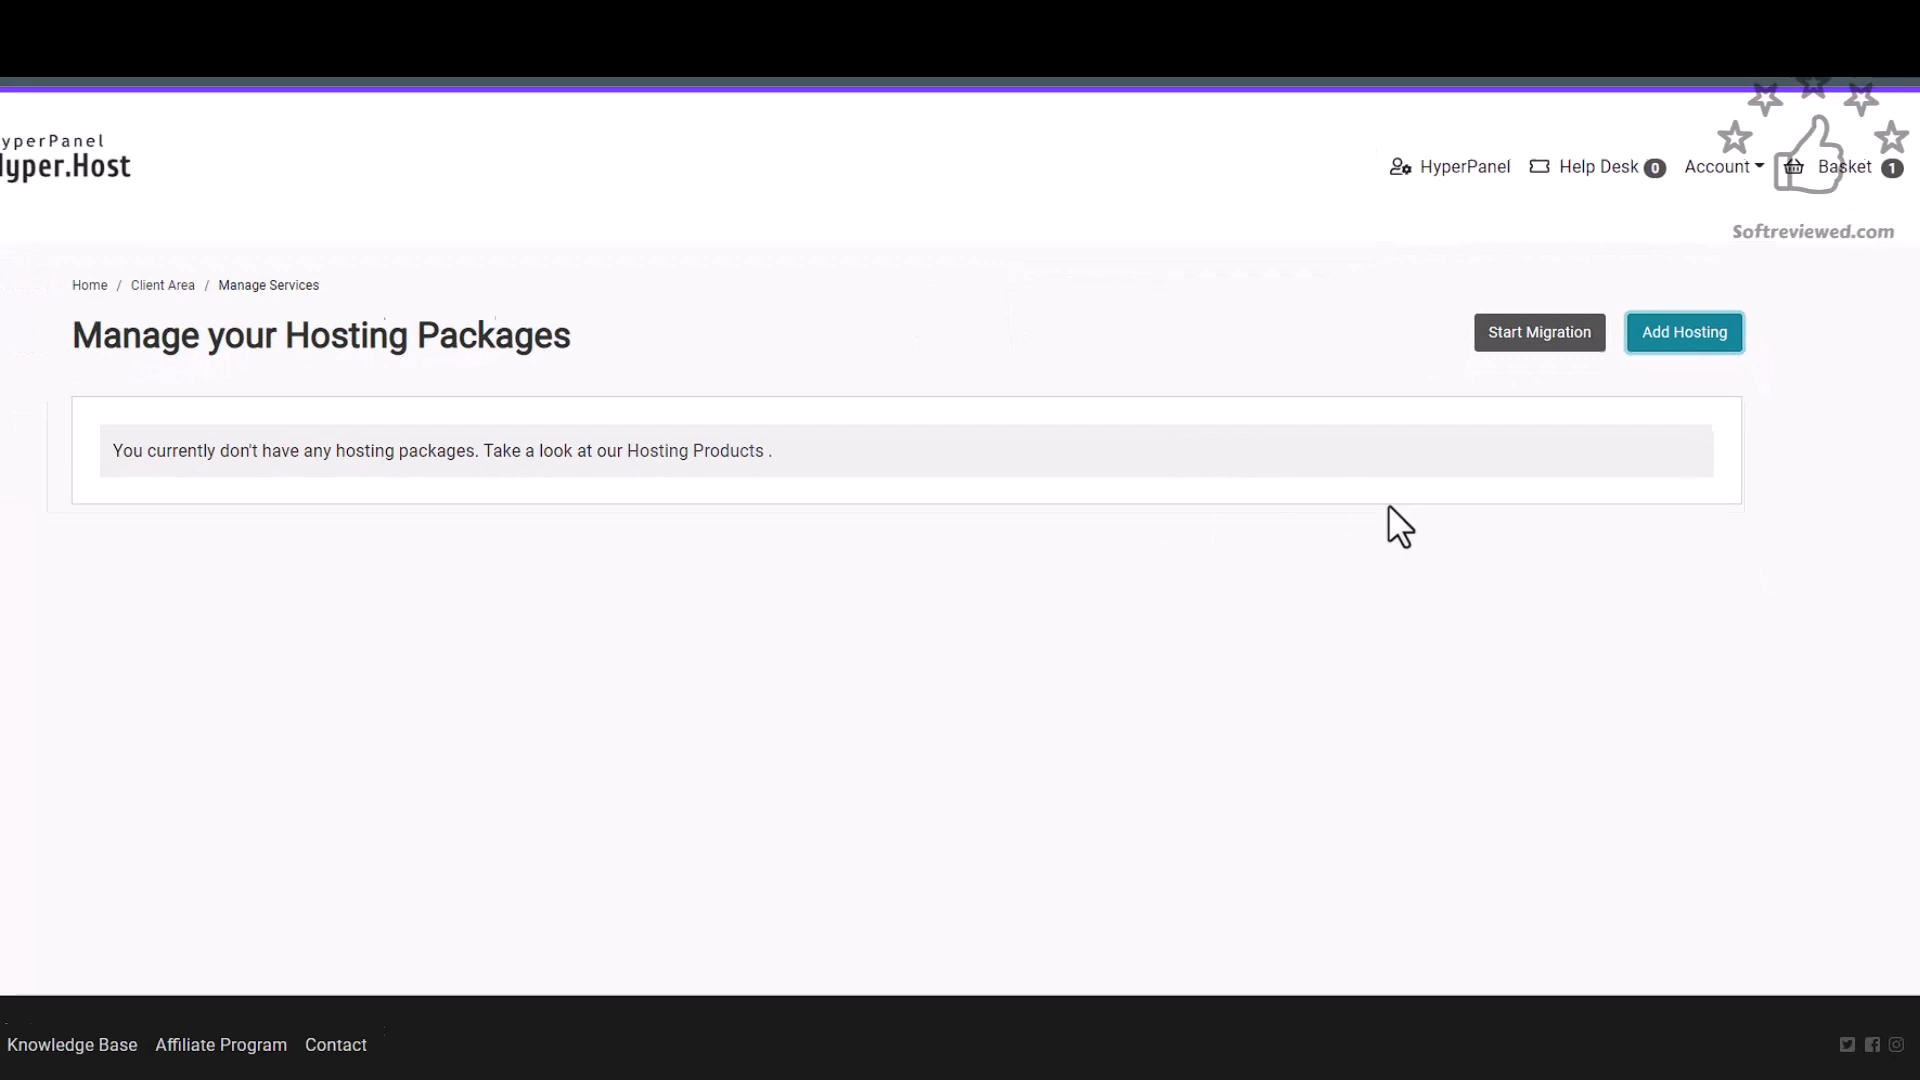 yperPanel
yper.Host
HyperPanel
Help Desk 0
Account
Basket 1
Softreviewed.com
Home / Client Area / Manage Services
Manage your Hosting Packages
Start Migration
Add Hosting
You currently don't have any hosting packages. Take a look at our Hosting Products .
Knowledge Base Affiliate Program Contact